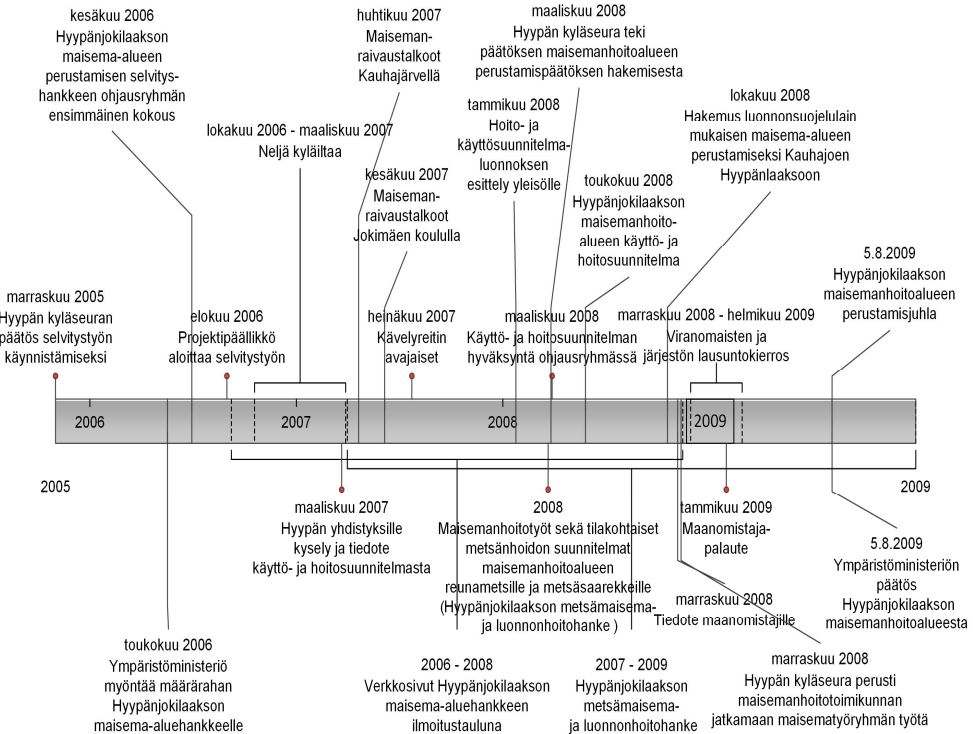 kesäkuu 2006
Hyypänjokilaakson
maisema-alueen
perustamisen selvitys-
hankkeen ohjausryhmän
ensimmäinen kokous
huhtikuu 2007
Maiseman-
raivaustalkoot
Kauhajärvellä
maaliskuu 2008
Hyypän kyläseura teki
päätöksen maisemanhoitoalueen
perustamispäätöksen hakemisesta
lokakuu 2006 - maaliskuu 2007
Neljä kyläiltaa
tammikuu 2008
Hoito- ja
käyttösuunnitelma-
luonnoksen
esittely yleisölle
lokakuu 2008
Hakemus luonnonsuojelulain
mukaisen maisema-alueen
perustamiseksi Kauhajoen
Hyypänlaaksoon
kesäkuu 2007
Maiseman-
raivaustalkoot
Jokimäen koululla
toukokuu 2008
Hyypänjokilaakson
maisemanhoito-
alueen käyttö- ja
hoitosuunnitelma
5.8.2009
Hyypänjokilaakson
maisemanhoitoalueen
perustamisjuhla
marraskuu 2005
Hyypän kyläseuran
päätös selvitystyön
käynnistämiseksi
elokuu 2006
Projektipäällikkö
aloittaa selvitystyön
heinäkuu 2007
Kävelyreitin
avajaiset
maaliskuu 2008
Käyttö- ja hoitosuunnitelman
hyväksyntä ohjausryhmässä
marraskuu 2008 - helmikuu 2009
Viranomaisten ja
järjestön lausuntokierros
2006
2007
2008
2009
2005
2009
maaliskuu 2007
Hyypän yhdistyksille
kysely ja tiedote
käyttö- ja hoitosuunnitelmasta
2008
Maisemanhoitotyöt sekä tilakohtaiset
metsänhoidon suunnitelmat
maisemanhoitoalueen
reunametsille ja metsäsaarekkeille
(Hyypänjokilaakson metsämaisema-
ja luonnonhoitohanke )
tammikuu 2009
Maanomistaja-
palaute
5.8.2009
Ympäristöministeriön
päätös
Hyypänjokilaakson
maisemanhoitoalueesta
marraskuu 2008
Tiedote maanomistajille
toukokuu 2006
Ympäristöministeriö
myöntää määrärahan
Hyypänjokilaakson
maisema-aluehankkeelle
2006 - 2008
Verkkosivut Hyypänjokilaakson
maisema-aluehankkeen
ilmoitustauluna
2007 - 2009
Hyypänjokilaakson
metsämaisema-
ja luonnonhoitohanke
marraskuu 2008
Hyypän kyläseura perusti
maisemanhoitotoimikunnan
jatkamaan maisematyöryhmän työtä